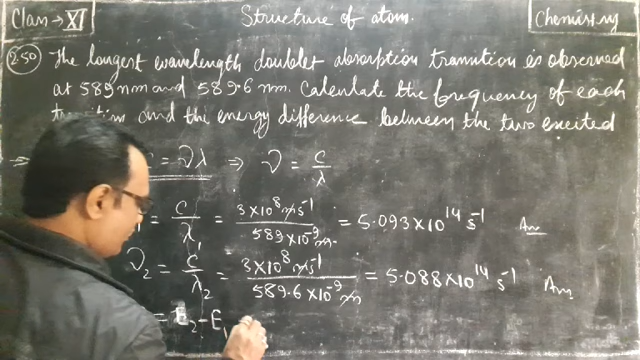 Class → XI
Structure of atom.
Chemistry
2.50 The longest wavelength doublet absorption transition is observed
at 589 nm and 589.6 nm. Calculate the frequency of each
transition and the energy difference between the two excited
⇒ = νλ ⇒ ν = c/λ
1 = c/λ₁ = 3×10⁸ m s⁻¹ / 589×10⁻⁹ m = 5.093×10¹⁴ s⁻¹ Ans
ν₂ = c/λ₂ = 3×10⁸ m s⁻¹ / 589.6×10⁻⁹ m = 5.088×10¹⁴ s⁻¹ Ans
= E₂-E₁